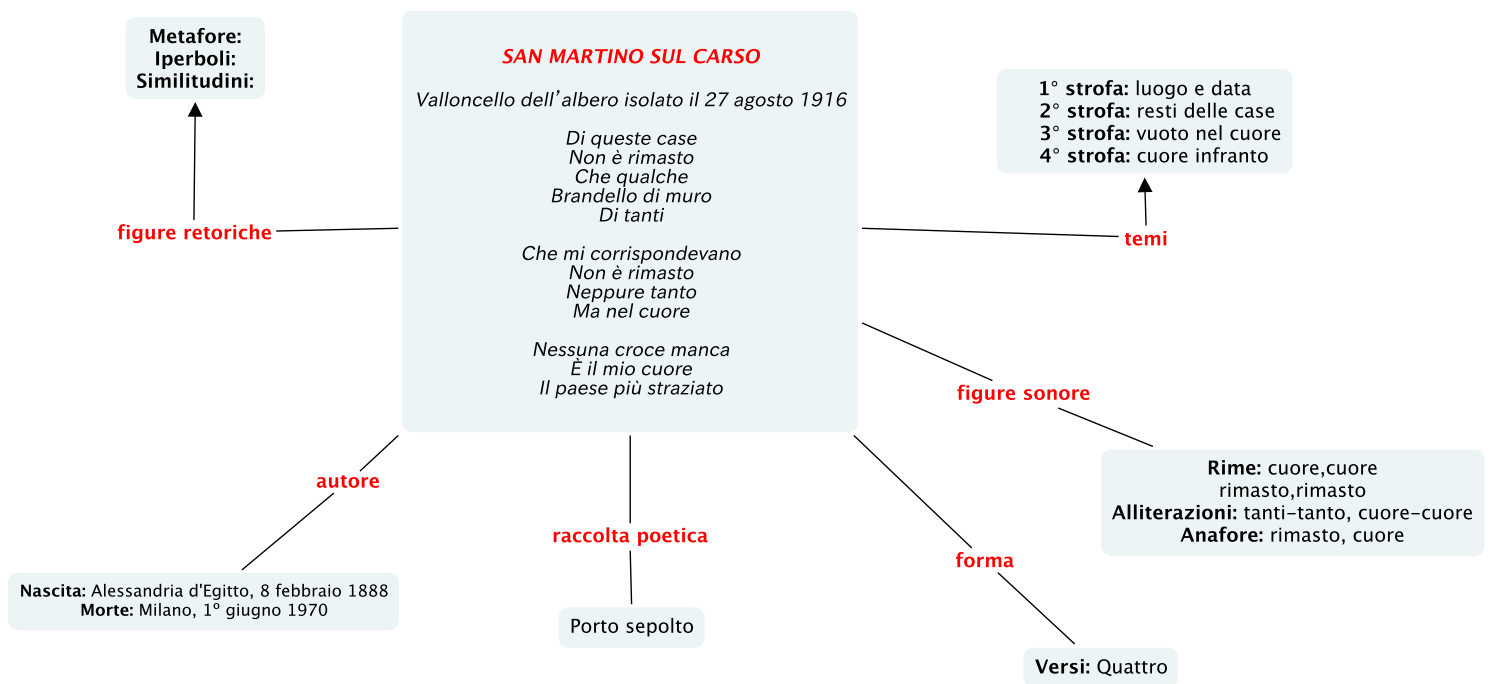 Metafore:
Iperboli:
Similitudini:
figure retoriche
SAN MARTINO SUL CARSO
Valloncello dell’albero isolato il 27 agosto 1916
Di queste case
Non è rimasto
Che qualche
Brandello di muro
Di tanti
Che mi corrispondevano
Non è rimasto
Neppure tanto
Ma nel cuore
Nessuna croce manca
È il mio cuore
Il paese più straziato
1° strofa: luogo e data
2° strofa: resti delle case
3° strofa: vuoto nel cuore
4° strofa: cuore infranto
temi
figure sonore
Rime: cuore,cuore
rimasto,rimasto
Alliterazioni: tanti-tanto, cuore-cuore
Anafore: rimasto, cuore
autore
Nascita: Alessandria d'Egitto, 8 febbraio 1888
Morte: Milano, 1º giugno 1970
raccolta poetica
Porto sepolto
forma
Versi: Quattro